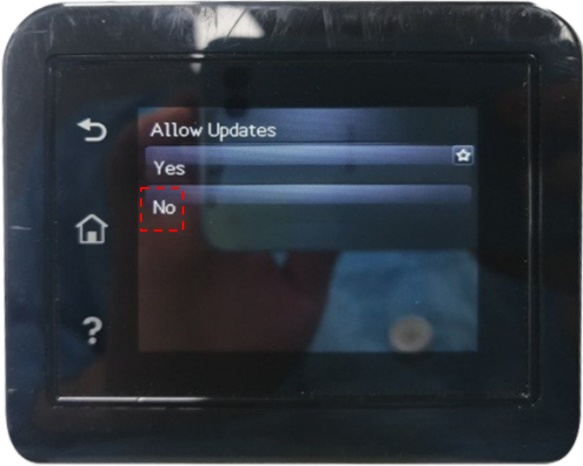 Allow Updates
Yes
No
?